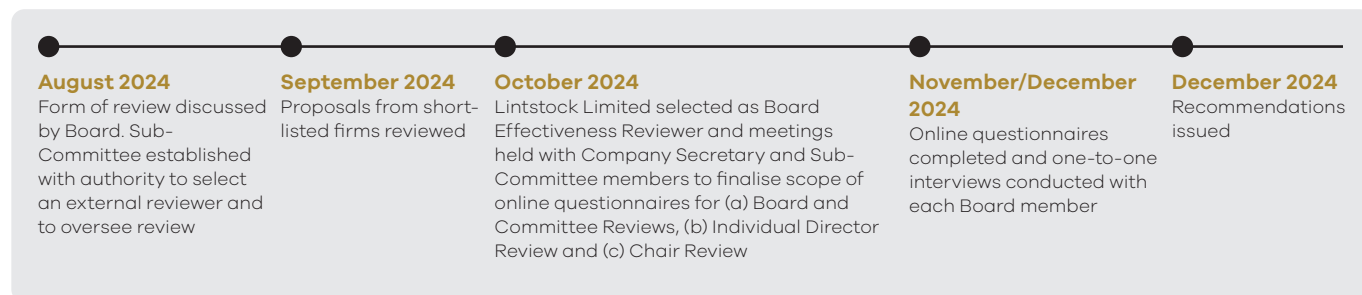 August 2024
Form of review discussed
by Board. Sub-
Committee established
with authority to select
an external reviewer and
to oversee review
September 2024
Proposals from short-
listed firms reviewed
October 2024
Lintstock Limited selected as Board
Effectiveness Reviewer and meetings
held with Company Secretary and Sub-
Committee members to finalise scope of
online questionnaires for (a) Board and
Committee Reviews, (b) Individual Director
Review and (c) Chair Review
November/December
2024
Online questionnaires
completed and one-to-one
interviews conducted with
each Board member
December 2024
Recommendations
issued